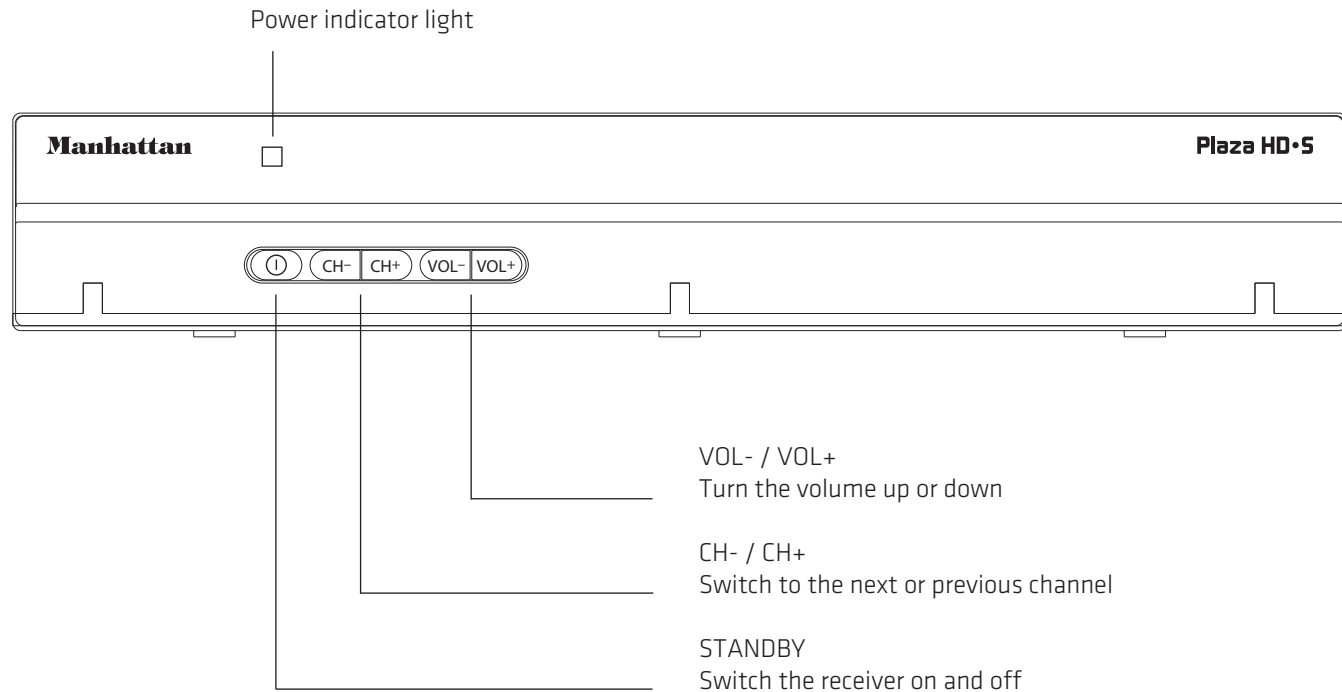 Power indicator light
Manhattan
Plaza HD•S
CH- CH+ VOL- VOL+
VOL- / VOL+
Turn the volume up or down
CH- / CH+
Switch to the next or previous channel
STANDBY
Switch the receiver on and off